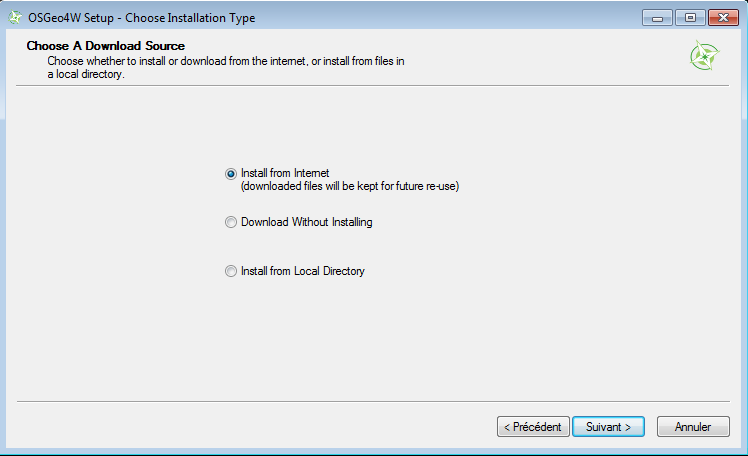 OSGeo4W Setup - Choose Installation Type
Choose A Download Source
Choose whether to install or download from the internet, or install from files in
a local directory.
Install from Internet
(downloaded files will be kept for future re-use)
Download Without Installing
Install from Local Directory
< Précédent
Suivant >
Annuler